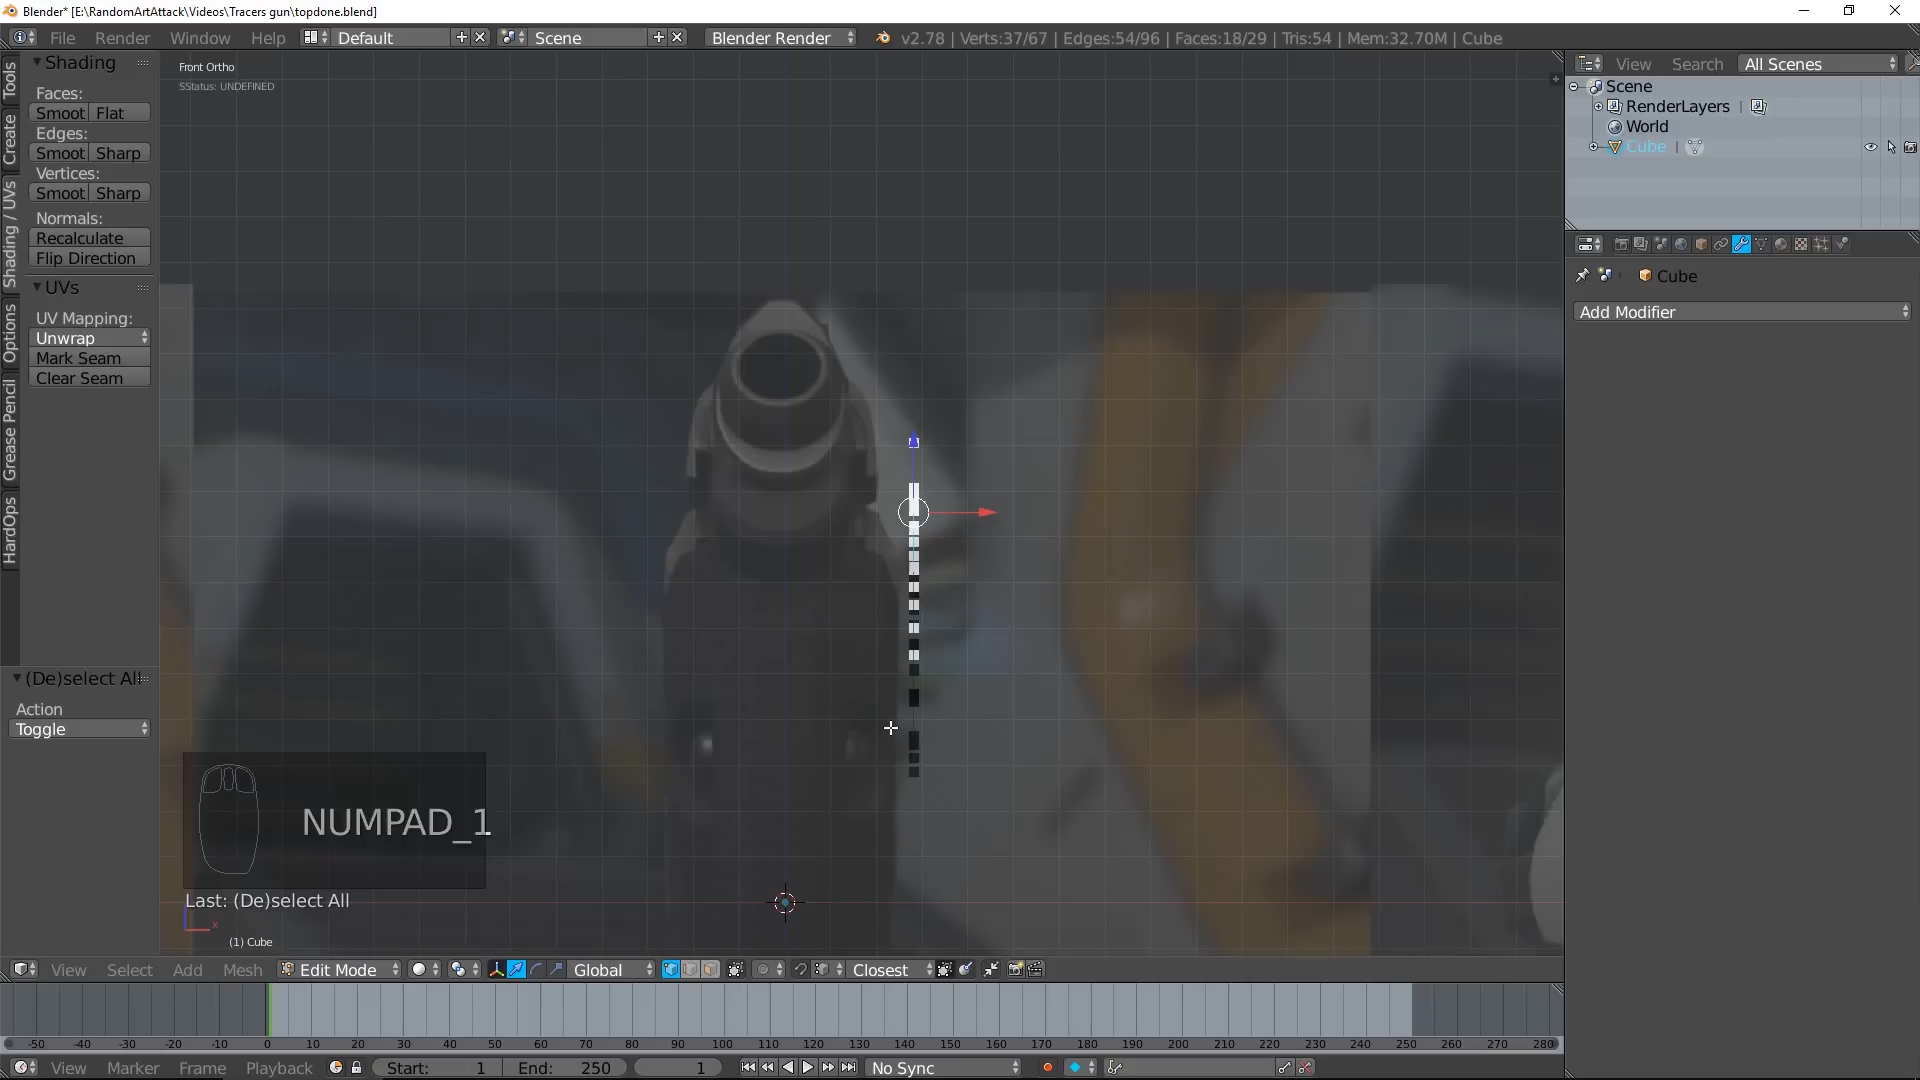 Blender* [E:\RandomArtAttack\Videos\Tracers gun\topdone.blend]
File Render Window Help Default Scene Blender Render v2.78 | Verts:37/67 | Edges:54/96 | Faces:18/29 | Tris:54 | Mem:32.70M | Cube
Tools
Create
Shading / UVs
Options
Grease Pencil
HardOps
Shading
Faces:
Smoot Flat
Edges:
Smoot Sharp
Vertices:
Smoot Sharp
Normals:
Recalculate
Flip Direction
UVs
UV Mapping:
Unwrap
Mark Seam
Clear Seam
(De)select All
Action
Toggle
Front Ortho
SStatus: UNDEFINED
NUMPAD_1
Last: (De)select All
x
(1) Cube
View Search All Scenes
Scene
RenderLayers |
World
Cube |
Cube
Add Modifier
View Select Add Mesh Edit Mode Global Closest
-50 -40 -30 -20 -10 0 10 20 30 40 50 60 70 80 90 100 110 120 130 140 150 160 170 180 190 200 210 220 230 240 250 260 270 280
View Marker Frame Playback Start: 1 End: 250 1 No Sync